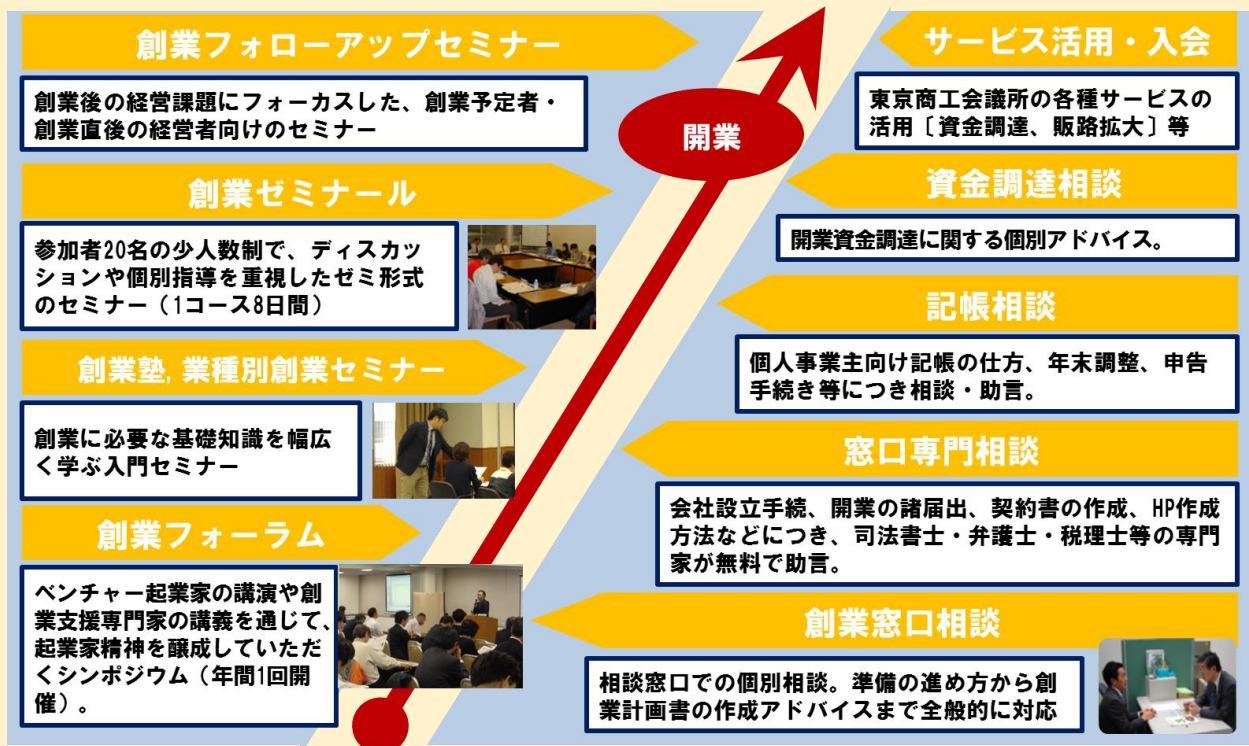 創業フォローアップセミナー
創業後の経営課題にフォーカスした、創業予定者・
創業直後の経営者向けのセミナー
創業ゼミナール
参加者20名の少人数制で、ディスカッ
ションや個別指導を重視したゼミ形式
のセミナー（1コース8日間）
創業塾,業種別創業セミナー
創業に必要な基礎知識を幅広
く学ぶ入門セミナー
創業フォーラム
ベンチャー起業家の講演や創
業支援専門家の講義を通じて、
起業家精神を醸成していただ
くシンポジウム（年間1回開
催）。
開業
サービス活用・入会
東京商工会議所の各種サービスの
活用〔資金調達、販路拡大〕等
資金調達相談
開業資金調達に関する個別アドバイス。
記帳相談
個人事業主向け記帳の仕方、年末調整、申告
手続き等につき相談・助言。
窓口専門相談
会社設立手続、開業の諸届出、契約書の作成、HP作成
方法などにつき、司法書士・弁護士・税理士等の専門
家が無料で助言。
創業窓口相談
相談窓口での個別相談。準備の進め方から創
業計画書の作成アドバイスまで全般的に対応